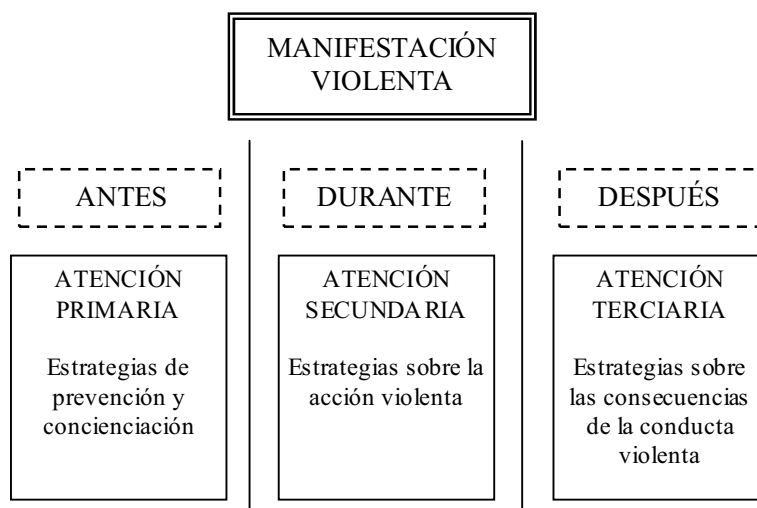 MANIFESTACIÓN
VIOLENTA
ANTES
DURANTE
DESPUÉS
ATENCIÓN
PRIMARIA
Estrategias de
prevención y
concienciación
ATENCIÓN
SECUNDARIA
Estrategias sobre la
acción violenta
ATENCIÓN
TERCIARIA
Estrategias sobre
las consecuencias
de la conducta
violenta